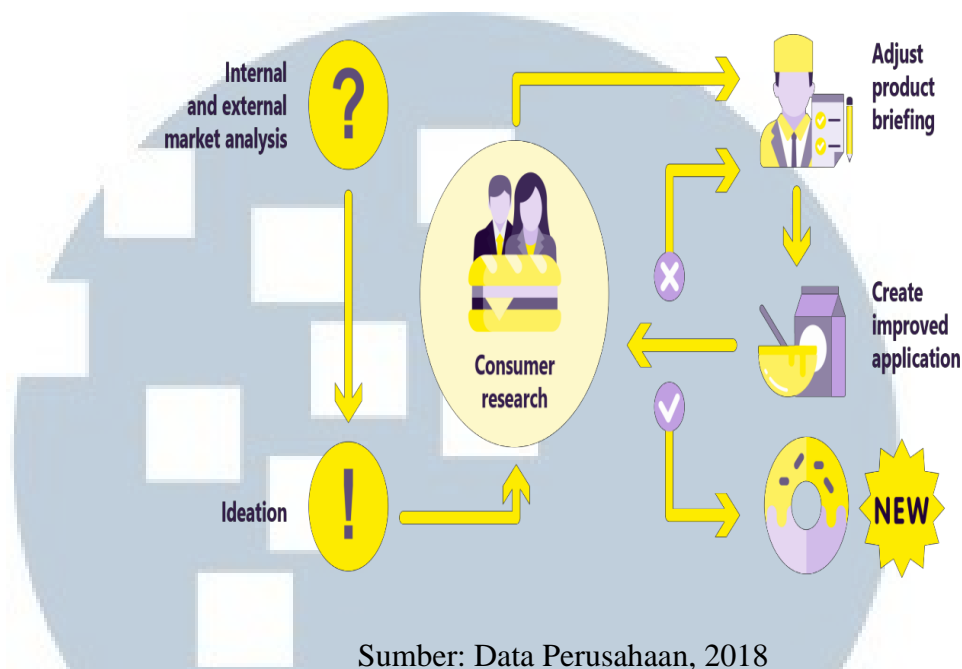 Internal
and external
market analysis
?
Ideation
!
Consumer
research
Adjust
product
briefing
Create
improved
application
NEW
Sumber: Data Perusahaan, 2018